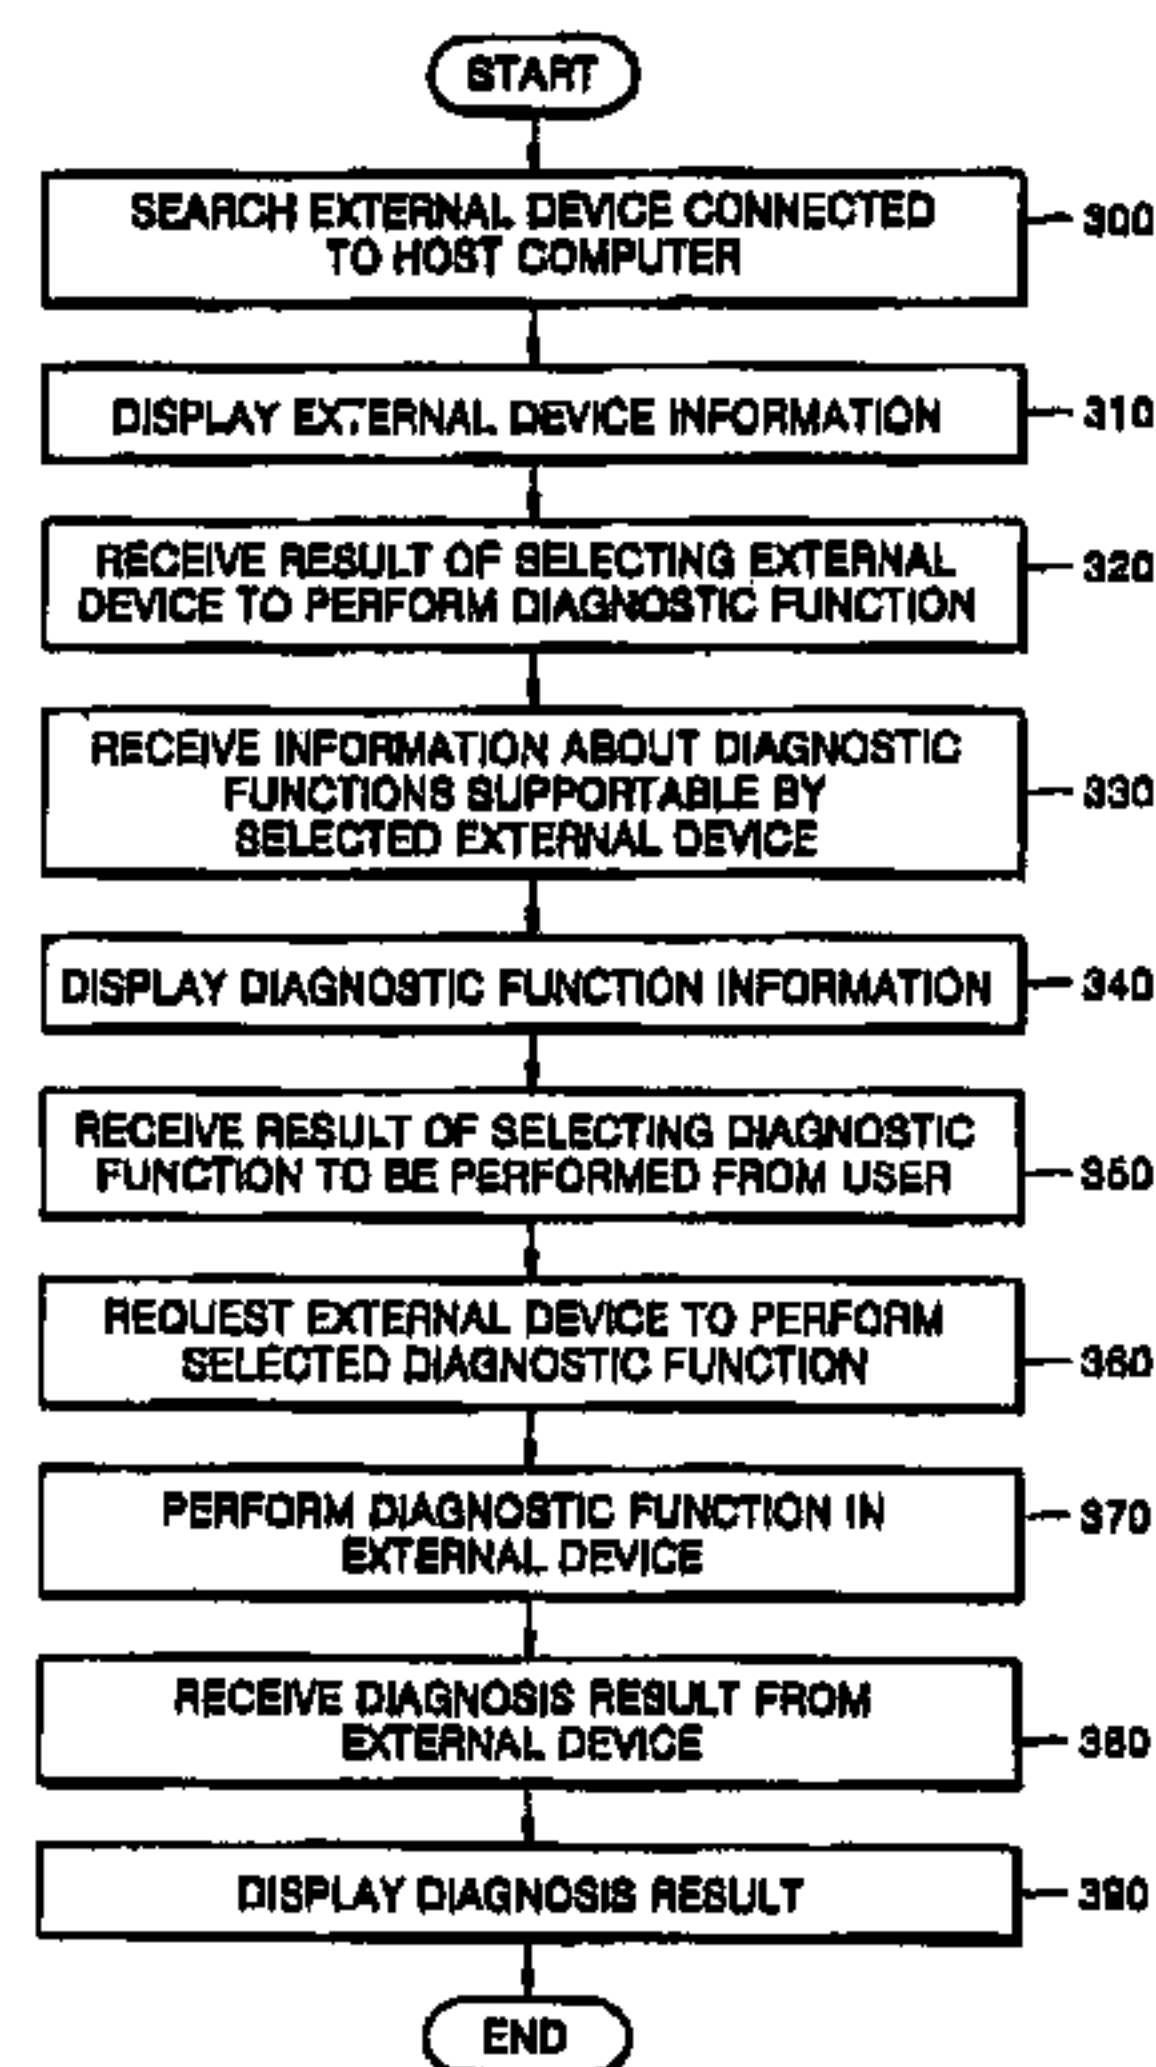 START
SEARCH EXTERNAL DEVICE CONNECTED
TO HOST COMPUTER
300
DISPLAY EXTERNAL DEVICE INFORMATION
310
RECEIVE RESULT OF SELECTING EXTERNAL
DEVICE TO PERFORM DIAGNOSTIC FUNCTION
320
RECEIVE INFORMATION ABOUT DIAGNOSTIC
FUNCTIONS SUPPORTABLE BY
SELECTED EXTERNAL DEVICE
330
DISPLAY DIAGNOSTIC FUNCTION INFORMATION
340
RECEIVE RESULT OF SELECTING DIAGNOSTIC
FUNCTION TO BE PERFORMED FROM USER
350
REQUEST EXTERNAL DEVICE TO PERFORM
SELECTED DIAGNOSTIC FUNCTION
360
PERFORM DIAGNOSTIC FUNCTION IN
EXTERNAL DEVICE
370
RECEIVE DIAGNOSIS RESULT FROM
EXTERNAL DEVICE
380
DISPLAY DIAGNOSIS RESULT
390
END